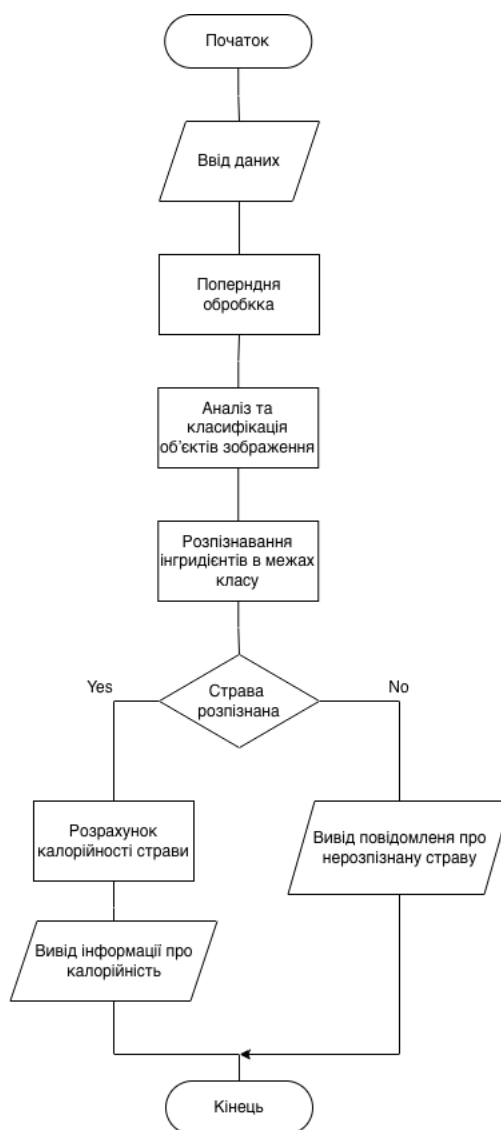 Початок
Ввід даних
Поперндня
обробкка
Аналіз та
класифікація
об'єктів зображення
Розпізнавання
інгридієнтів в межах
класу
Yes
Страва
розпізнана
No
Розрахунок
калорійності страви
Вивід повідомленя про
нерозпізнану страву
Вивід інформації про
калорійність
Кінець